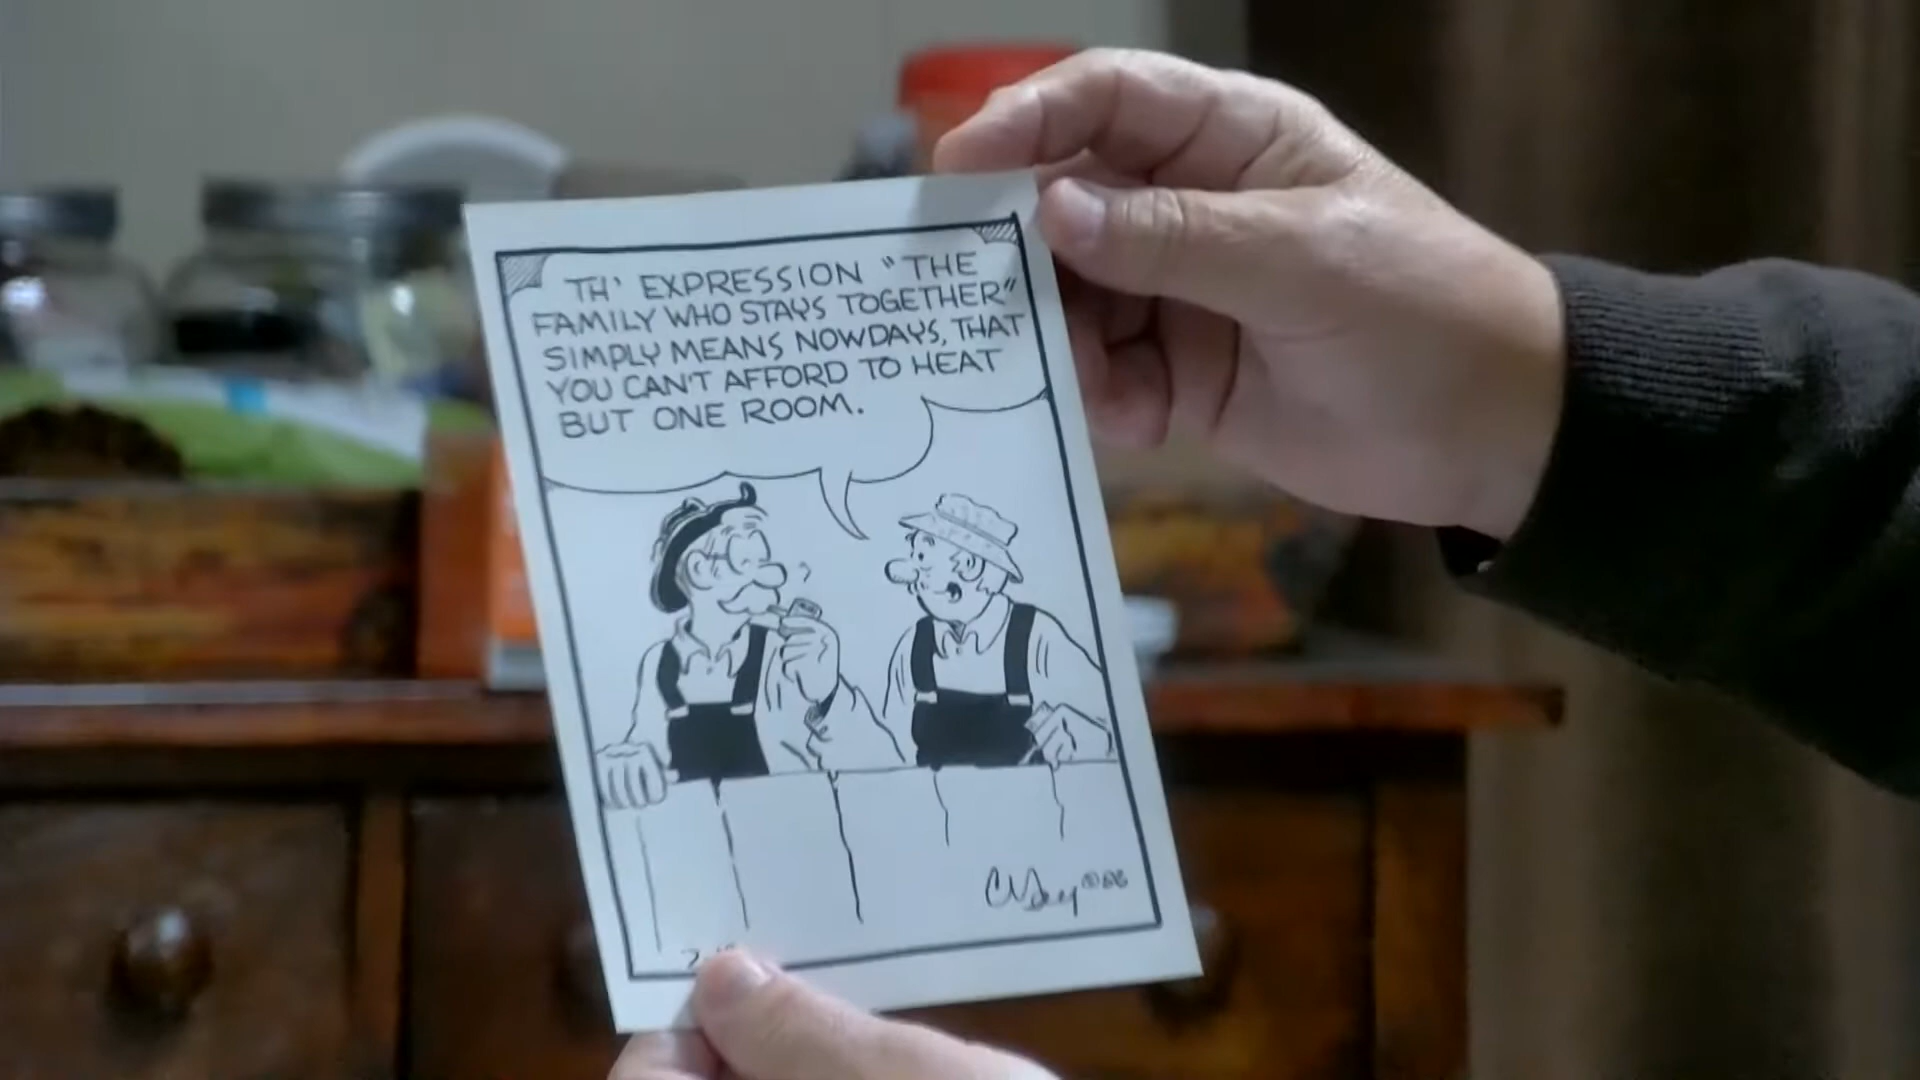 TH' EXPRESSION "THE
FAMILY WHO STAYS TOGETHER"
SIMPLY MEANS NOWDAYS, THAT
YOU CAN'T AFFORD TO HEAT
BUT ONE ROOM.
?